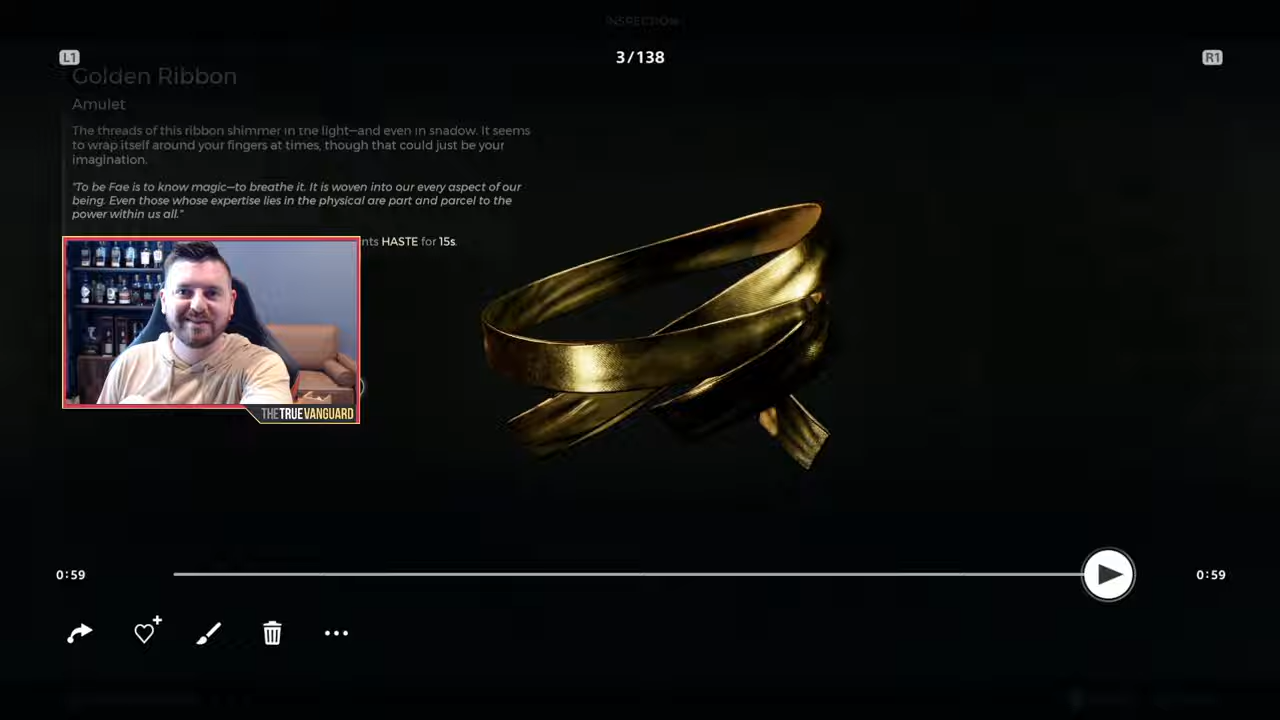 INSPECTION
L1
3/138
R1
Golden Ribbon
Amulet
The threads of this ribbon shimmer in the light—and even in shadow. It seems
to wrap itself around your fingers at times, though that could just be your
imagination.
"To be Fae is to know magic—to breathe it. It is woven into our every aspect of our
being. Even those whose expertise lies in the physical are part and parcel to the
power within us all."
nts HASTE for 15s.
THETRUEVANGUARD
0:59
0:59